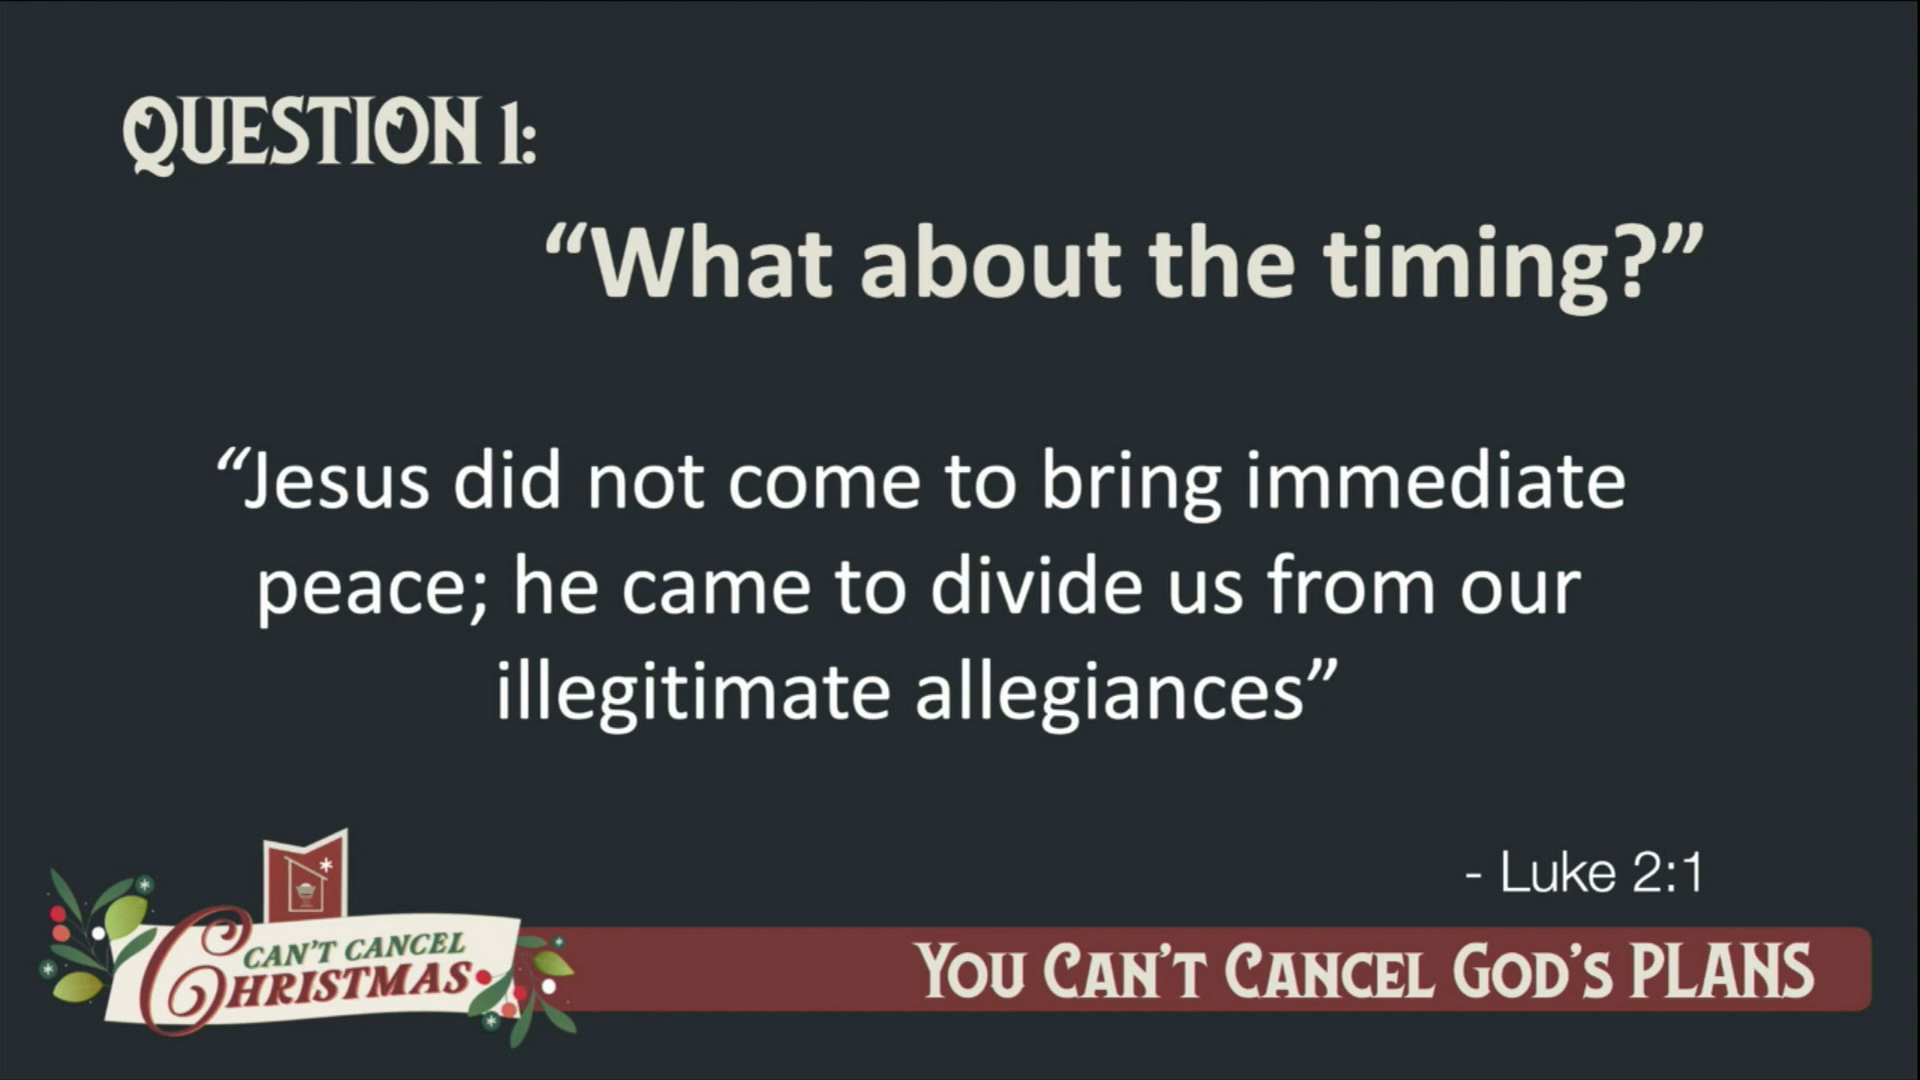 QUESTION 1:
“What about the timing?”
“Jesus did not come to bring immediate
peace; he came to divide us from our
illegitimate allegiances”
- Luke 2:1
CAN'T CANCEL
CHRISTMAS
YOU CAN'T CANCEL GOD'S PLANS